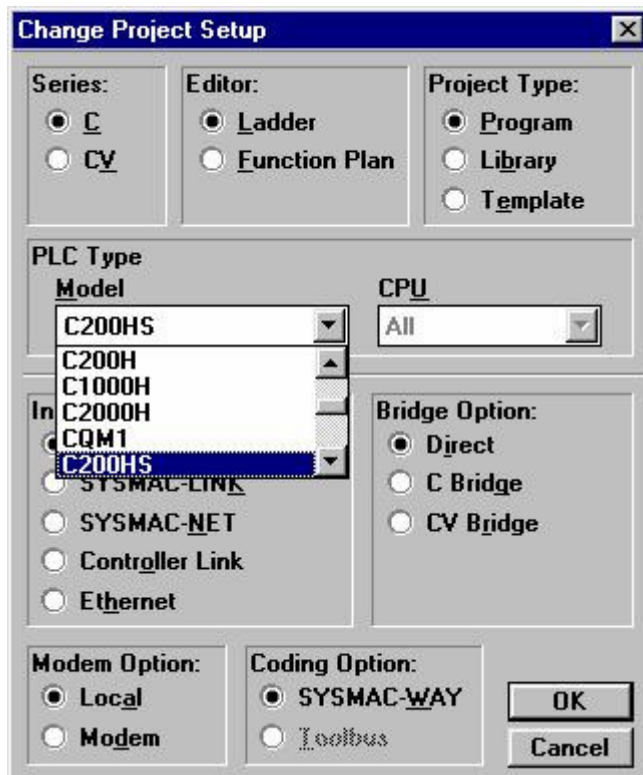 Change Project Setup
Series:
C
CV
Editor:
Ladder
Function Plan
Project Type:
Program
Library
Template
PLC Type
Model
C200HS
CPU
All
C200H
C1000H
C2000H
CQM1
C200HS
In
SYSMAC-LINK
SYSMAC-NET
Controller Link
Ethernet
Bridge Option:
Direct
C Bridge
CV Bridge
Modem Option:
Local
Modem
Coding Option:
SYSMAC-WAY
Toolbus
OK
Cancel